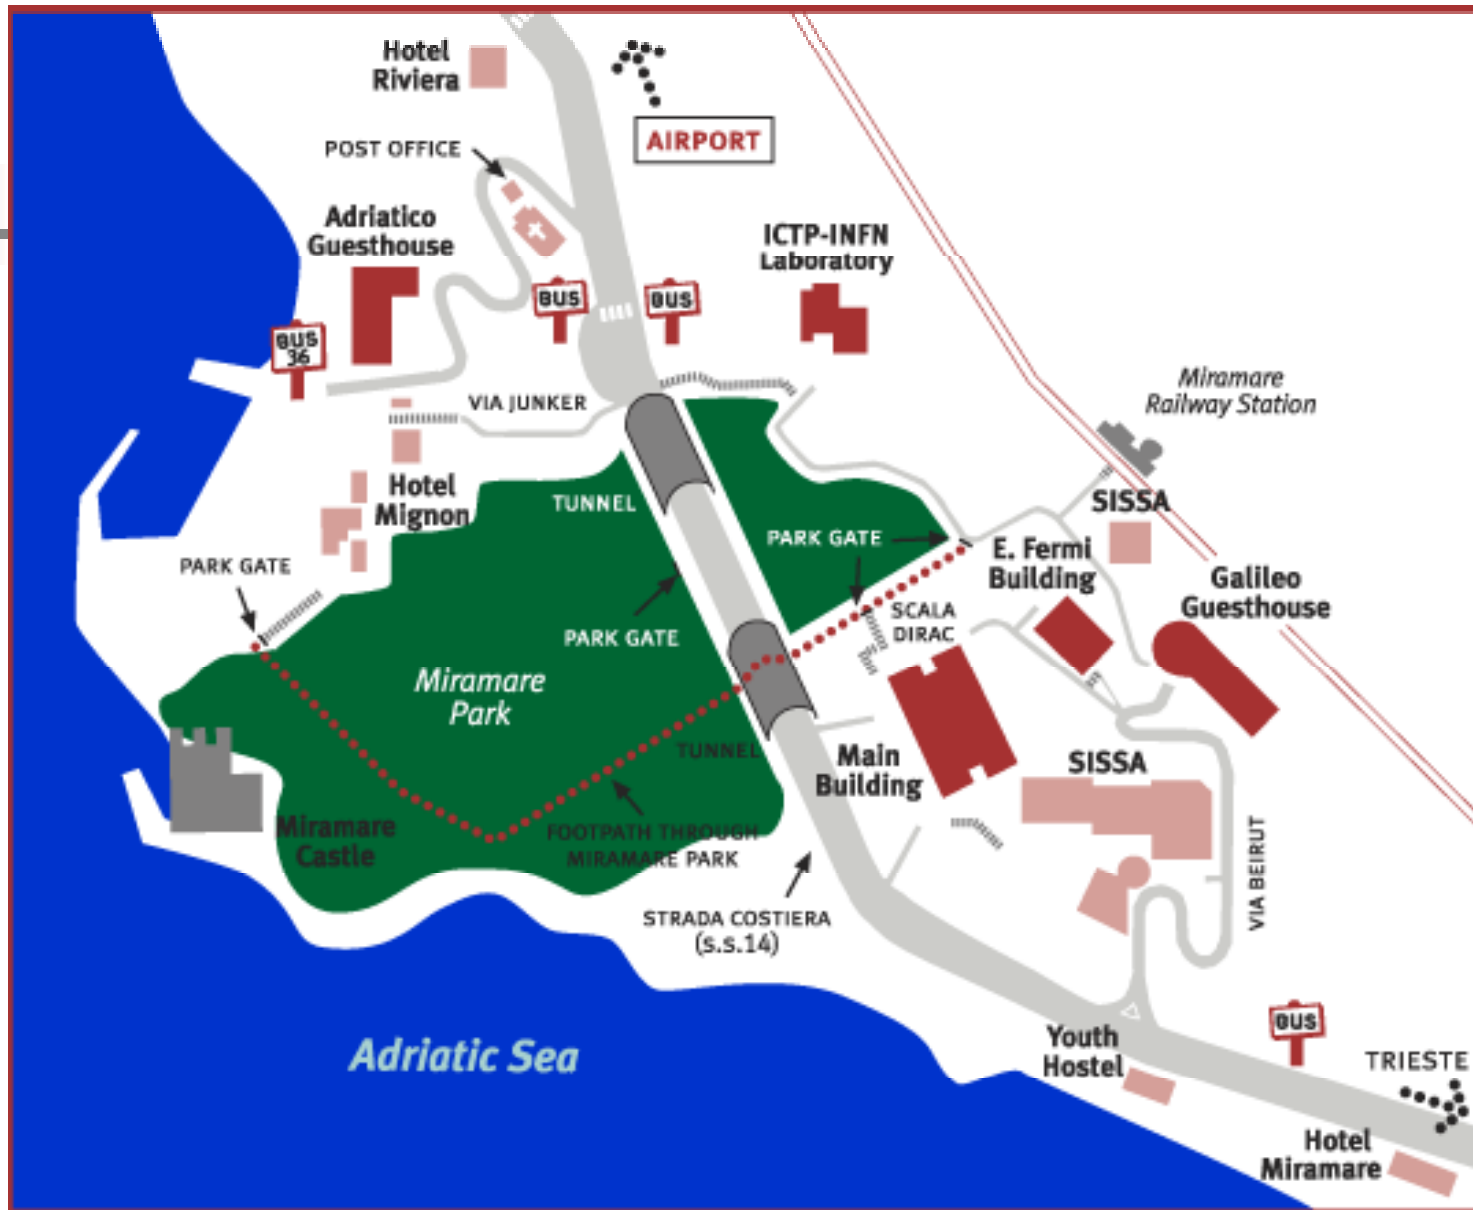 Hotel
Riviera
AIRPORT
POST OFFICE
Adriatico
Guesthouse
ICTP-INFN
Laboratory
BUS
BUS
BUS
36
Miramare
Railway Station
VIA JUNKER
Hotel
Mignon
TUNNEL
SISSA
PARK GATE
E. Fermi
Building
PARK GATE
Galileo
Guesthouse
SCALA
DIRAC
PARK GATE
Miramare
Park
TUNNEL
Main
Building
SISSA
Miramare
Castle
FOOTPATH THROUGH
MIRAMARE PARK
VIA BEIRUT
STRADA COSTIERA
(s.s.14)
Adriatic Sea
BUS
Youth
Hostel
TRIESTE
Hotel
Miramare